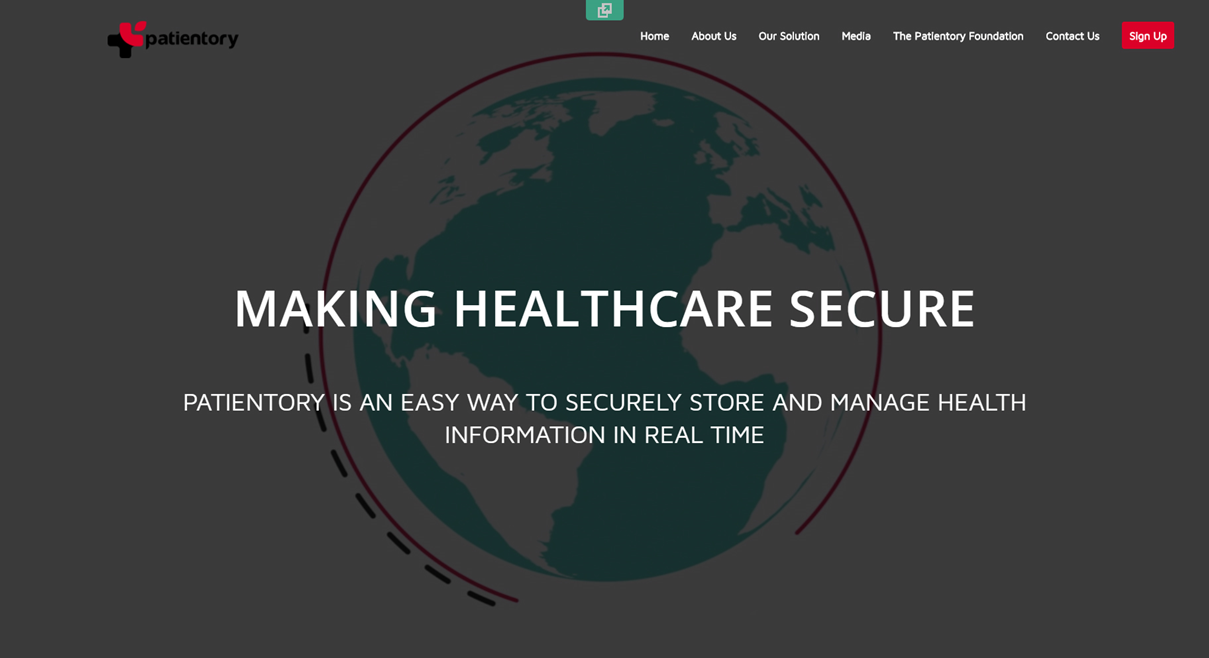 patientory
Home About Us Our Solution Media The Patientory Foundation Contact Us Sign Up
MAKING HEALTHCARE SECURE
PATIENTORY IS AN EASY WAY TO SECURELY STORE AND MANAGE HEALTH
INFORMATION IN REAL TIME